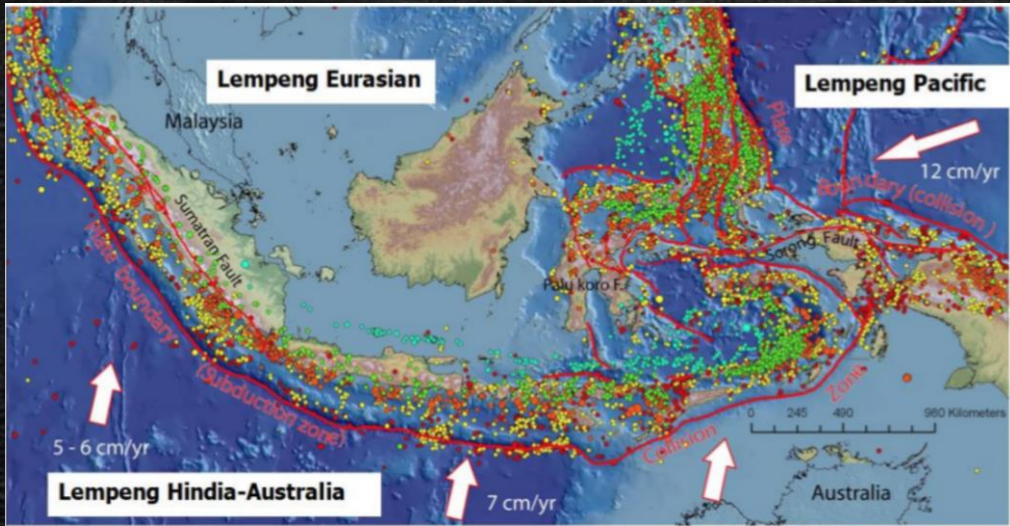 Lempeng Eurasian
Lempeng Pacific
Malaysia
Plate
12 cm/yr
Boundary (collision )
Sumatran Fault
Sorong Fault
Palu koro F.
Plate Boundary
(Subduction zone)
Zone
0 245 490 980 Kilometers
Collision
5 - 6 cm/yr
Lempeng Hindia-Australia
7 cm/yr
Australia